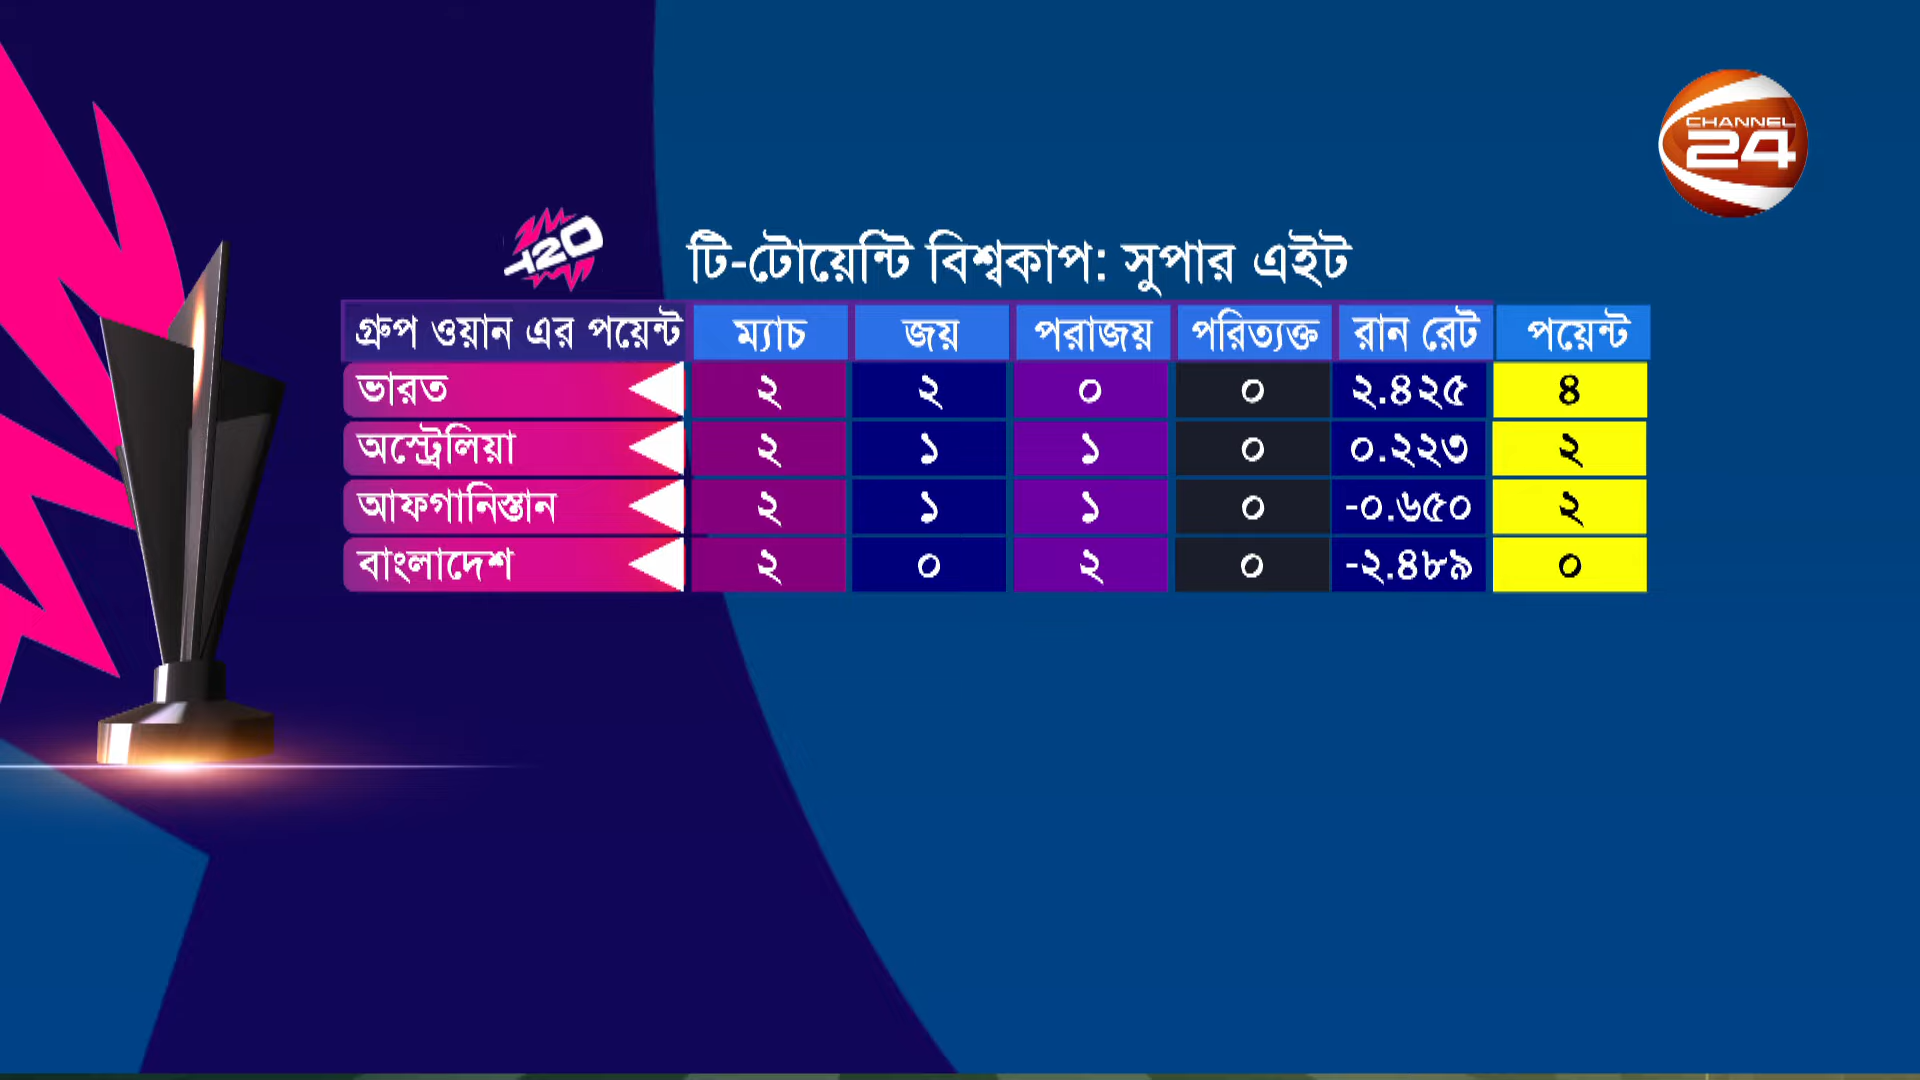 CHANNEL
24
T20
টি-টোয়েন্টি বিশ্বকাপ: সুপার এইট
গ্রুপ ওয়ান এর পয়েন্ট ম্যাচ জয় পরাজয় পরিত্যক্ত রান রেট পয়েন্ট
ভারত ২ ২ ০ ০ ২.৪২৫ ৪
অস্ট্রেলিয়া ২ ১ ১ ০ ০.২২৩ ২
আফগানিস্তান ২ ১ ১ ০ -০.৬৫০ ২
বাংলাদেশ ২ ০ ২ ০ -২.৪৮৯ ০